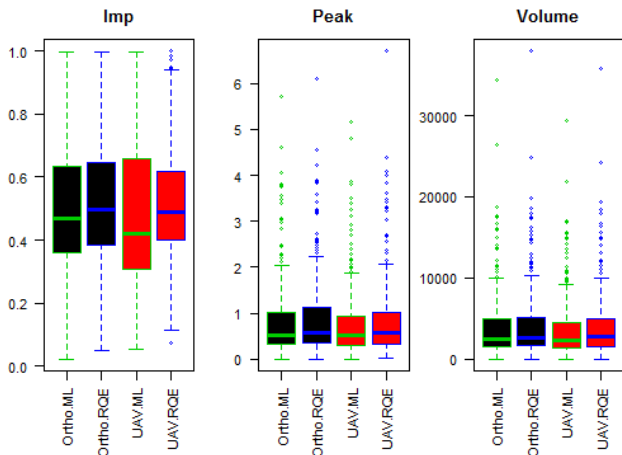 Imp
Peak
Volume
1.0
0.8
0.6
0.4
0.2
0.0
Ortho.ML
Ortho.RQE
UAV.ML
UAV.RQE
6
5
4
3
2
1
0
Ortho.ML
Ortho.RQE
UAV.ML
UAV.RQE
30000
20000
10000
0
Ortho.ML
Ortho.RQE
UAV.ML
UAV.RQE